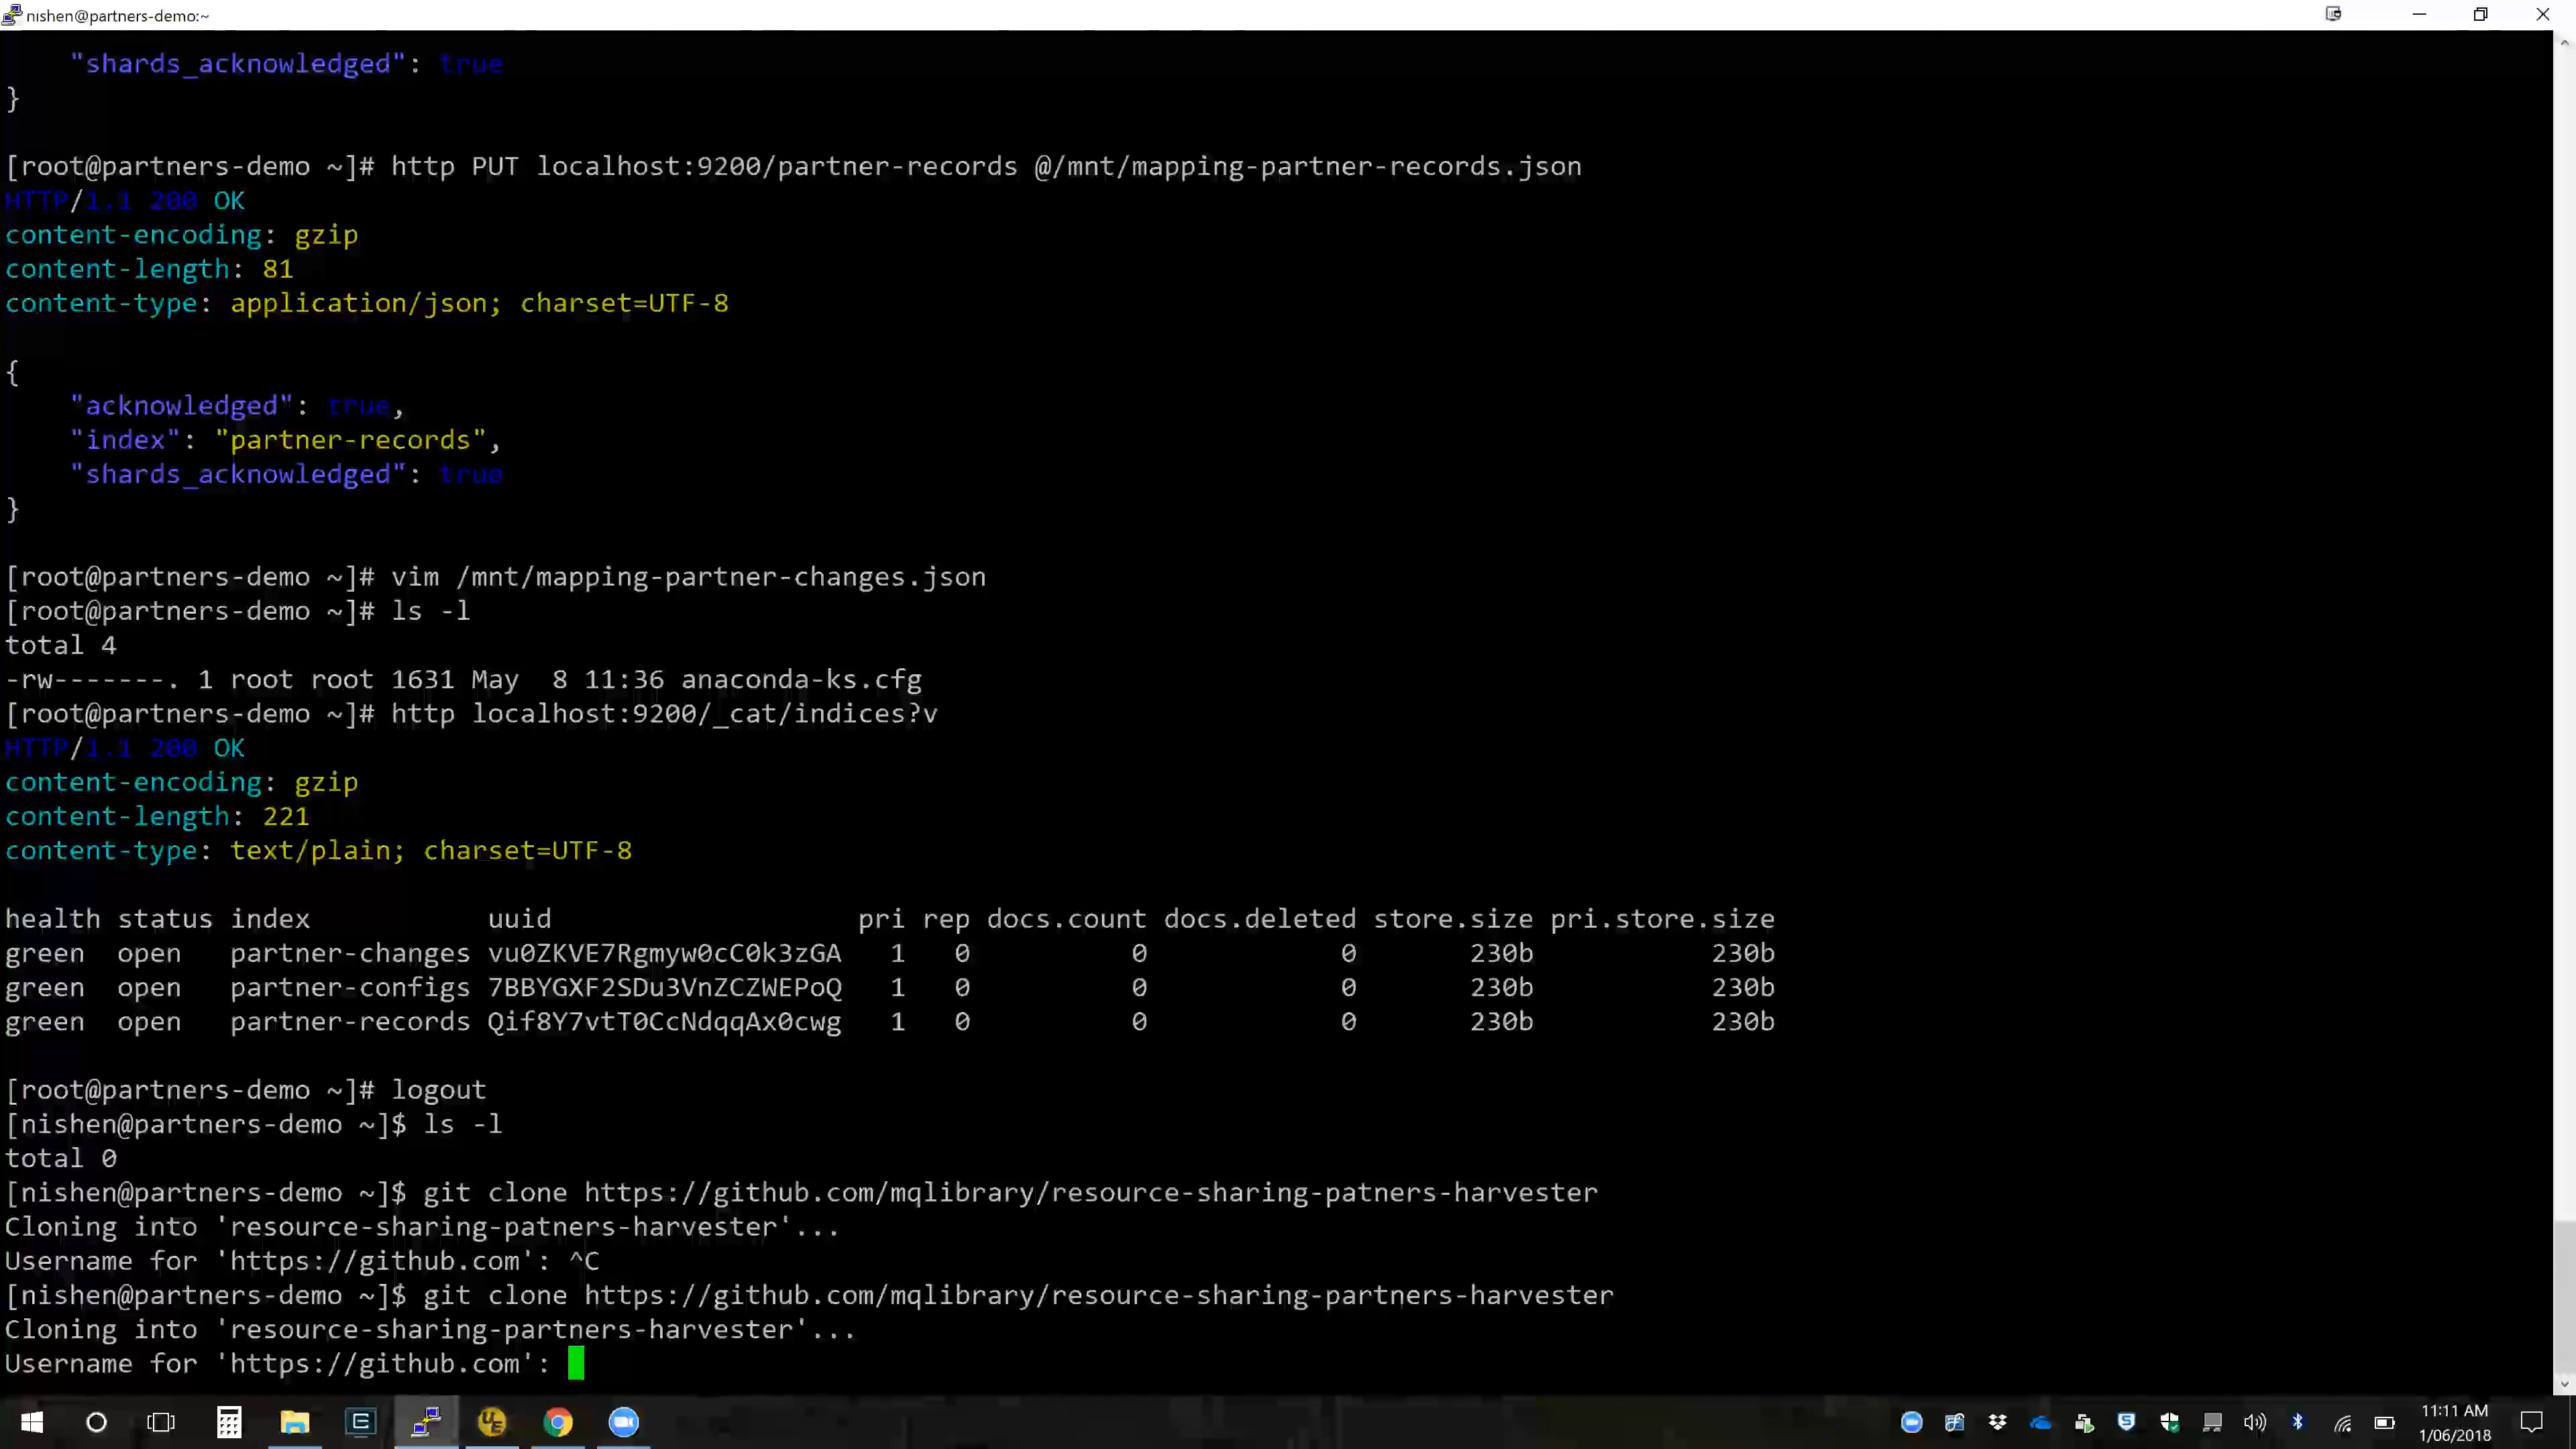 nishen@partners-demo:~
"shards_acknowledged": true
}
[root@partners-demo ~]# http PUT localhost:9200/partner-records @/mnt/mapping-partner-records.json
HTTP/1.1 200 OK
content-encoding: gzip
content-length: 81
content-type: application/json; charset=UTF-8
{
"acknowledged": true,
"index": "partner-records",
"shards_acknowledged": true
}
[root@partners-demo ~]# vim /mnt/mapping-partner-changes.json
[root@partners-demo ~]# ls -l
total 4
-rw-------. 1 root root 1631 May  8 11:36 anaconda-ks.cfg
[root@partners-demo ~]# http localhost:9200/_cat/indices?v
HTTP/1.1 200 OK
content-encoding: gzip
content-length: 221
content-type: text/plain; charset=UTF-8
health status index           uuid                   pri rep docs.count docs.deleted store.size pri.store.size
green  open   partner-changes vu0ZKVE7Rgmyw0cC0k3zGA   1   0          0            0       230b           230b
green  open   partner-configs 7BBYGXF2SDu3VnZCZWEPoQ   1   0          0            0       230b           230b
green  open   partner-records Qif8Y7vtT0CcNdqqAx0cwg   1   0          0            0       230b           230b
[root@partners-demo ~]# logout
[nishen@partners-demo ~]$ ls -l
total 0
[nishen@partners-demo ~]$ git clone https://github.com/mqlibrary/resource-sharing-patners-harvester
Cloning into 'resource-sharing-patners-harvester'...
Username for 'https://github.com': ^C
[nishen@partners-demo ~]$ git clone https://github.com/mqlibrary/resource-sharing-partners-harvester
Cloning into 'resource-sharing-partners-harvester'...
Username for 'https://github.com':
11:11 AM
1/06/2018